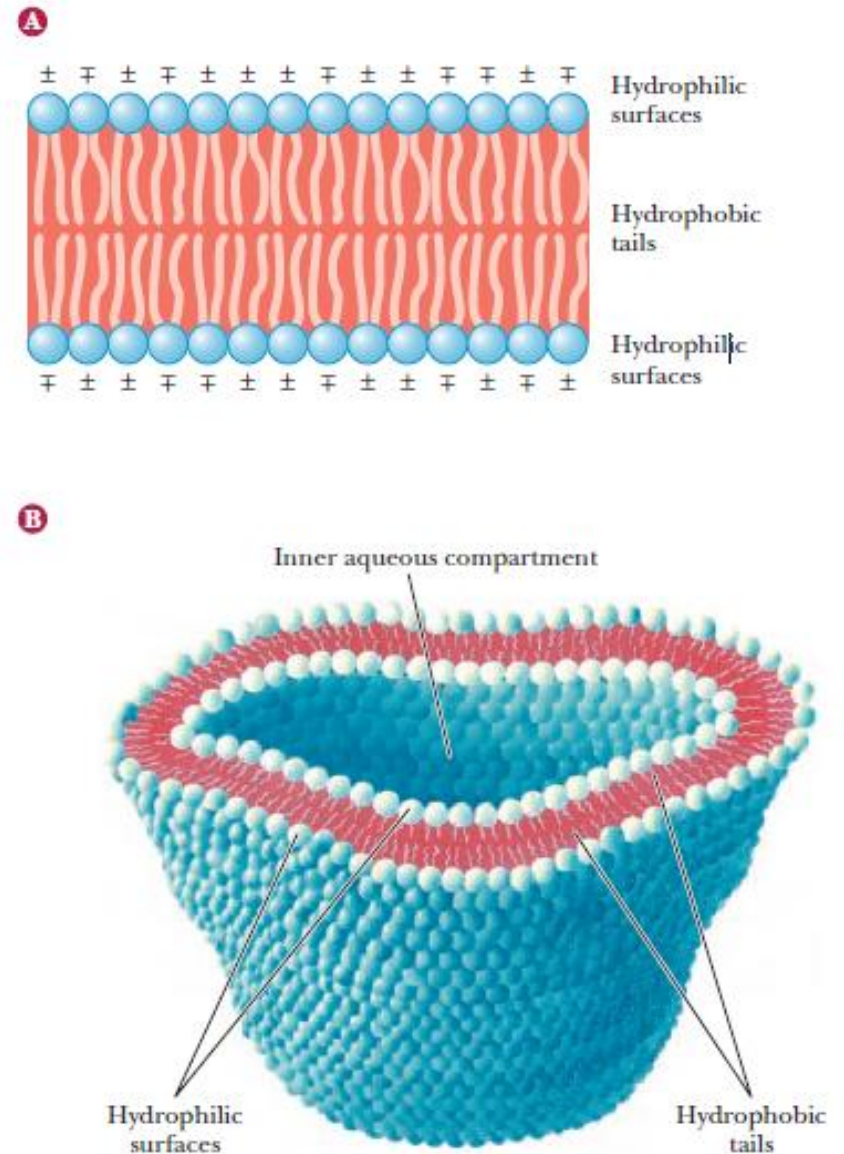 A
± ∓ ± ∓ ± ± ± ∓ ± ± ∓ ∓ ± ∓
Hydrophilic
surfaces
Hydrophobic
tails
Hydrophilic
surfaces
∓ ± ± ∓ ∓ ± ± ∓ ± ± ∓ ± ∓ ±
B
Inner aqueous compartment
Hydrophilic
surfaces
Hydrophobic
tails